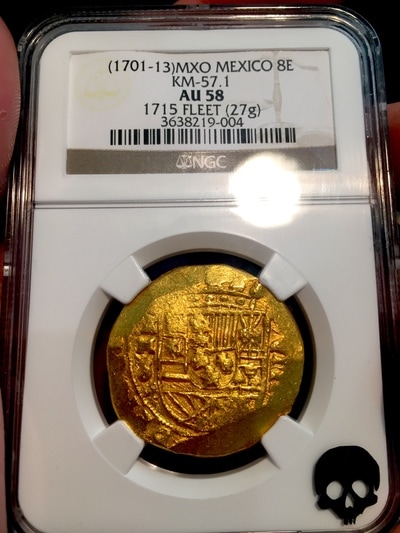 (1701-13)MXO MEXICO 8E
KM-57.1
AU 58
1715 FLEET (27g)
3638219-004
NGC